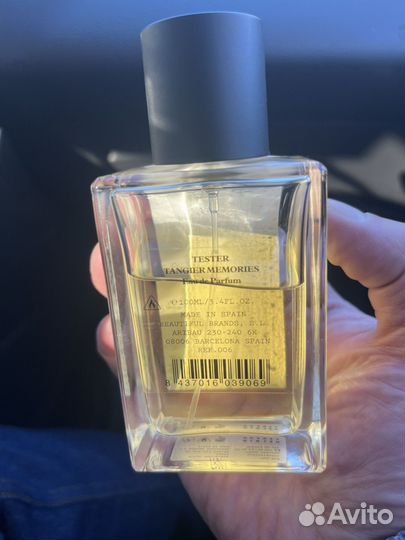 TESTER
TANGIER MEMORIES
Eau de Parfum
℮100ML/3.4FL.OZ.
MADE IN SPAIN
BEAUTIFUL BRANDS, S.L.
ARIBAU 230-240 6K
08006 BARCELONA SPAIN
REF.006
8 437016 039069
Avito